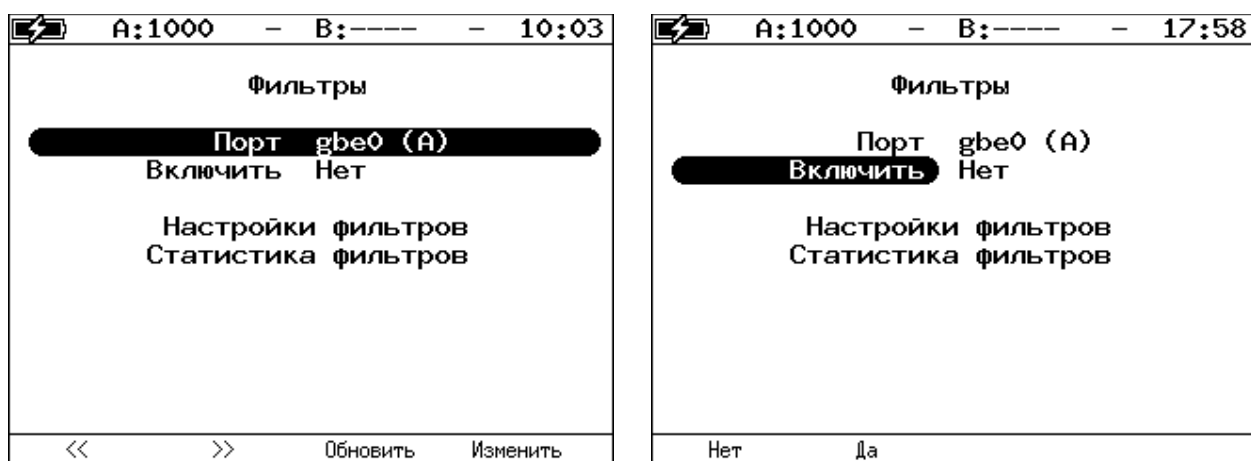 A:1000 – B:---- – 10:03
Фильтры
Порт gbe0 (A)
Включить Нет
Настройки фильтров
Статистика фильтров
<< >> Обновить Изменить
A:1000 – B:---- – 17:58
Фильтры
Порт gbe0 (A)
Включить Нет
Настройки фильтров
Статистика фильтров
Нет Да